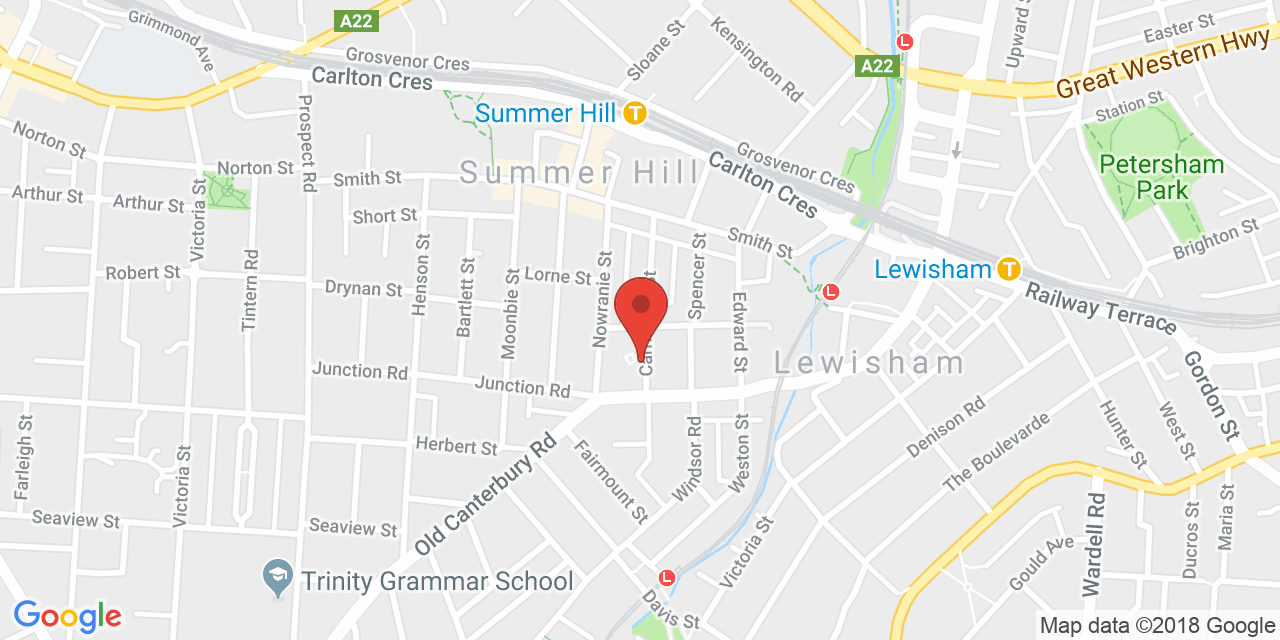 A22
Easter St
Upward S
Grimmond Ave
Grosvenor Cres
Sloane St
Kensington Rd
L
Great Western Hwy
A22
Carlton Cres
Station St
Prospect Rd
Summer Hill T
Norton St
Norton St
Smith St
Summer Hill
Carlton Cres
Grosvenor Cres
Petersham
Park
Arthur St
Arthur St
Victoria St
Short St
Smith St
Brighton St
Robert St
Tintern Rd
Drynan St
Henson St
Bartlett St
Moonbie St
Lorne St
Nowranie St
Spencer St
Edward St
L
Lewisham T
Railway Terrace
Junction Rd
Junction Rd
Lewisham
Gordon St
Farleigh St
Victoria St
Herbert St
Old Canterbury Rd
Fairmount St
Windsor Rd
Weston St
Denison Rd
The Boulevarde
Hunter St
West St
Seaview St
Seaview St
Victoria St
Wardell Rd
Ducros St
Maria St
Gould Ave
Trinity Grammar School
L
Davis St
Google
Map data ©2018 Google